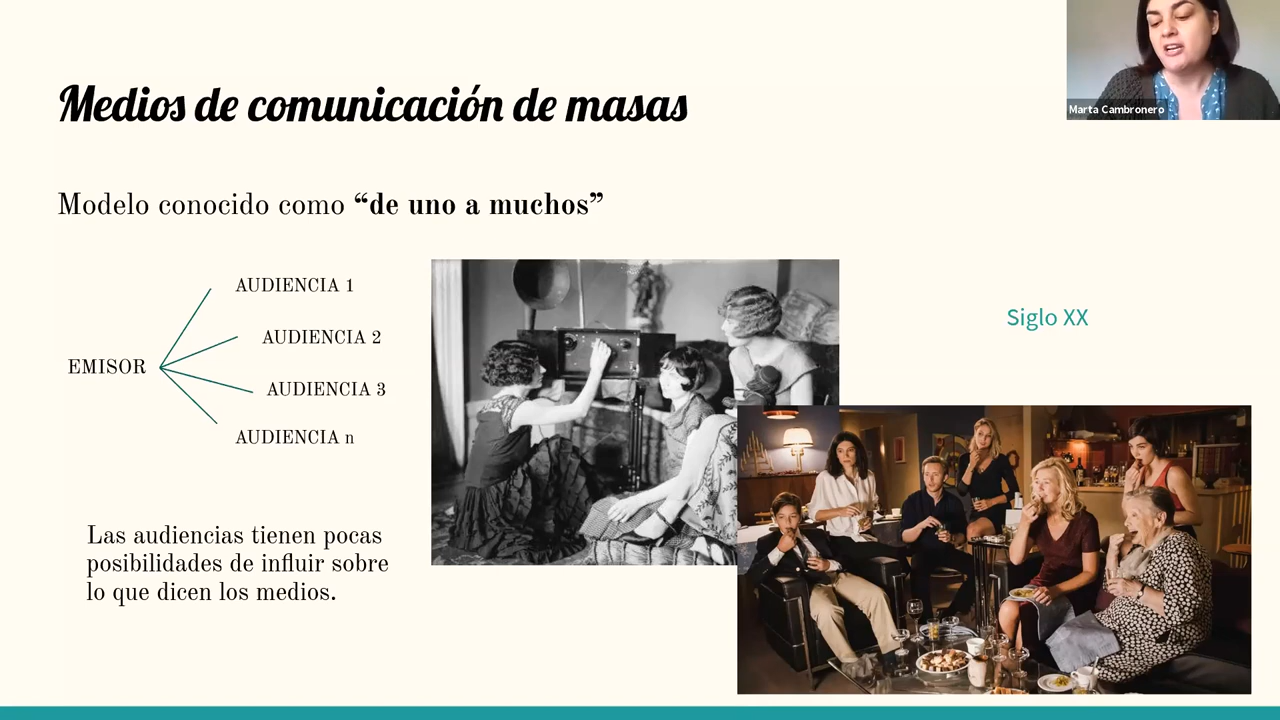 Medios de comunicación de masas
Marta Cambronero
Modelo conocido como “de uno a muchos”
AUDIENCIA 1
AUDIENCIA 2
EMISOR
AUDIENCIA 3
AUDIENCIA n
Siglo XX
Las audiencias tienen pocas
posibilidades de influir sobre
lo que dicen los medios.